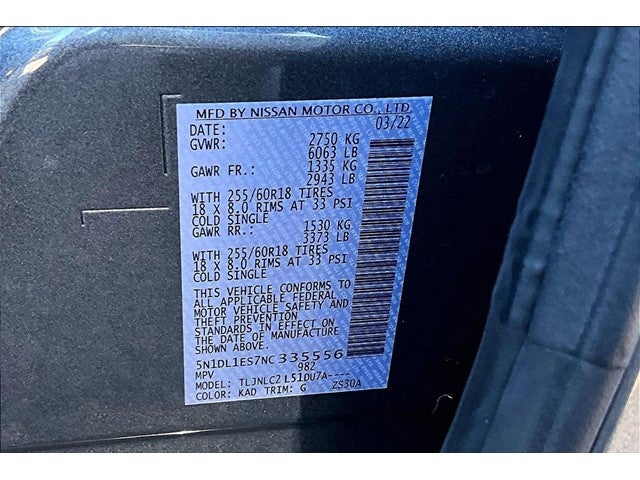 MFD BY NISSAN MOTOR CO., LTD.
DATE: 03/22
GVWR: 2750 KG
6063 LB
GAWR FR.: 1335 KG
2943 LB
WITH 255/60R18 TIRES
18 X 8.0 RIMS AT 33 PSI
COLD SINGLE
GAWR RR.: 1530 KG
3373 LB
WITH 255/60R18 TIRES
18 X 8.0 RIMS AT 33 PSI
COLD SINGLE
THIS VEHICLE CONFORMS TO
ALL APPLICABLE FEDERAL
MOTOR VEHICLE SAFETY AND
THEFT PREVENTION
STANDARDS IN EFFECT ON
THE DATE OF MANUFACTURE
SHOWN ABOVE.
5N1DL1ES7NC 335556
MPV 982
MODEL: TLJNLC2 L51DU7A----
COLOR: KAD TRIM: G ZS30A